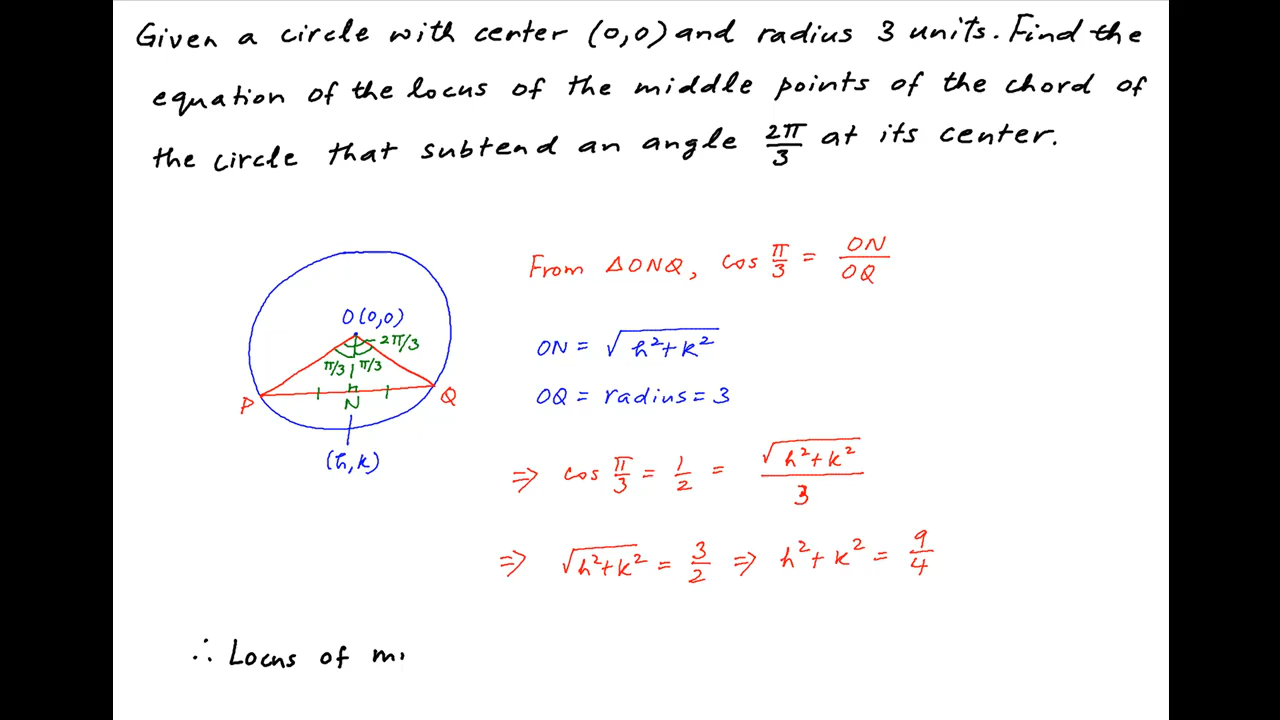 Given a circle with center (0,0) and radius 3 units. Find the
equation of the locus of the middle points of the chord of
the circle that subtend an angle 2π/3 at its center.
From △ONQ, cos π/3 = ON/OQ
O(0,0)
2π/3
π/3 π/3
P N Q
(h,k)
ON = √(h²+k²)
OQ = radius = 3
⇒ cos π/3 = 1/2 = √(h²+k²)/3
⇒ √(h²+k²) = 3/2 ⇒ h²+k² = 9/4
∴ Locus of m